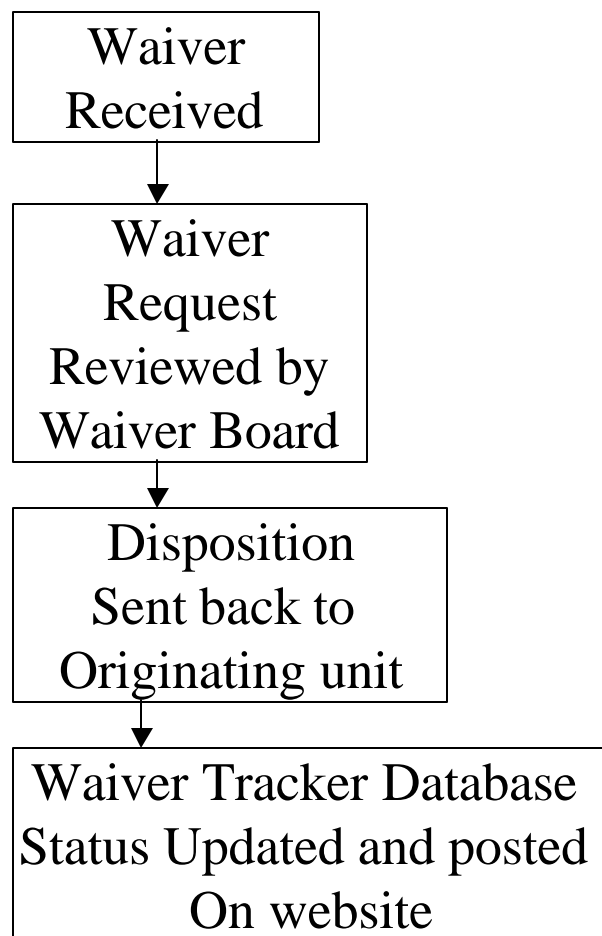 Waiver
Received
Waiver
Request
Reviewed by
Waiver Board
Disposition
Sent back to
Originating unit
Waiver Tracker Database
Status Updated and posted
On website